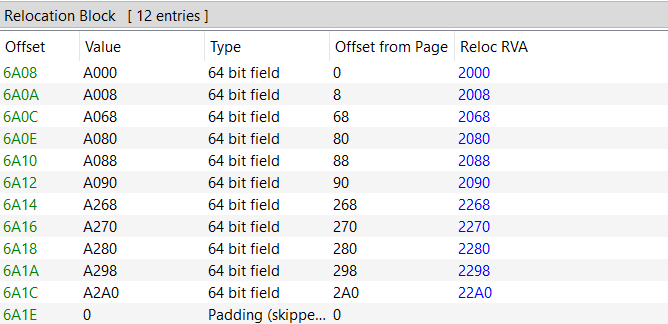 Relocation Block [ 12 entries ]
Offset Value Type Offset from Page Reloc RVA
6A08 A000 64 bit field 0 2000
6A0A A008 64 bit field 8 2008
6A0C A068 64 bit field 68 2068
6A0E A080 64 bit field 80 2080
6A10 A088 64 bit field 88 2088
6A12 A090 64 bit field 90 2090
6A14 A268 64 bit field 268 2268
6A16 A270 64 bit field 270 2270
6A18 A280 64 bit field 280 2280
6A1A A298 64 bit field 298 2298
6A1C A2A0 64 bit field 2A0 22A0
6A1E 0 Padding (skippe... 0